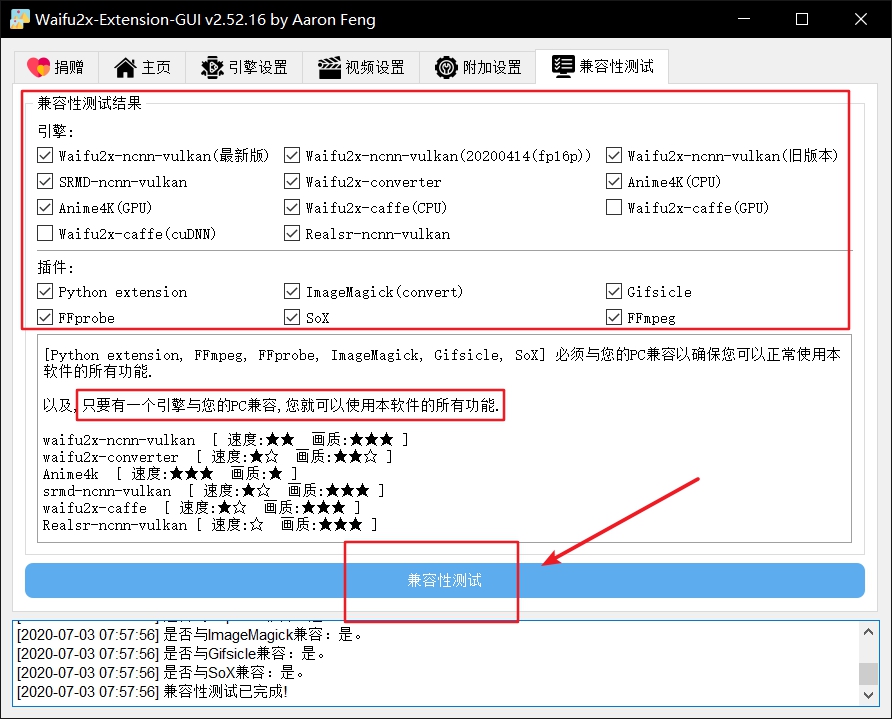 Waifu2x-Extension-GUI v2.52.16 by Aaron Feng
捐赠 主页 引擎设置 视频设置 附加设置 兼容性测试
兼容性测试结果
引擎:
Waifu2x-ncnn-vulkan(最新版) Waifu2x-ncnn-vulkan(20200414(fp16p)) Waifu2x-ncnn-vulkan(旧版本)
SRMD-ncnn-vulkan Waifu2x-converter Anime4K(CPU)
Anime4K(GPU) Waifu2x-caffe(CPU) Waifu2x-caffe(GPU)
Waifu2x-caffe(cuDNN) Realsr-ncnn-vulkan
插件:
Python extension ImageMagick(convert) Gifsicle
FFprobe SoX FFmpeg
[Python extension, FFmpeg, FFprobe, ImageMagick, Gifsicle, SoX] 必须与您的PC兼容以确保您可以正常使用本
软件的所有功能.
以及,只要有一个引擎与您的PC兼容,您就可以使用本软件的所有功能.
waifu2x-ncnn-vulkan [ 速度:★★ 画质:★★★ ]
waifu2x-converter [ 速度:★☆ 画质:★★☆ ]
Anime4k [ 速度:★★★ 画质:★ ]
srmd-ncnn-vulkan [ 速度:★☆ 画质:★★★ ]
waifu2x-caffe [ 速度:★☆ 画质:★★★ ]
Realsr-ncnn-vulkan [ 速度:☆ 画质:★★★ ]
兼容性测试
[2020-07-03 07:57:56] 是否与ImageMagick兼容: 是。
[2020-07-03 07:57:56] 是否与Gifsicle兼容: 是。
[2020-07-03 07:57:56] 是否与SoX兼容: 是。
[2020-07-03 07:57:56] 兼容性测试已完成!